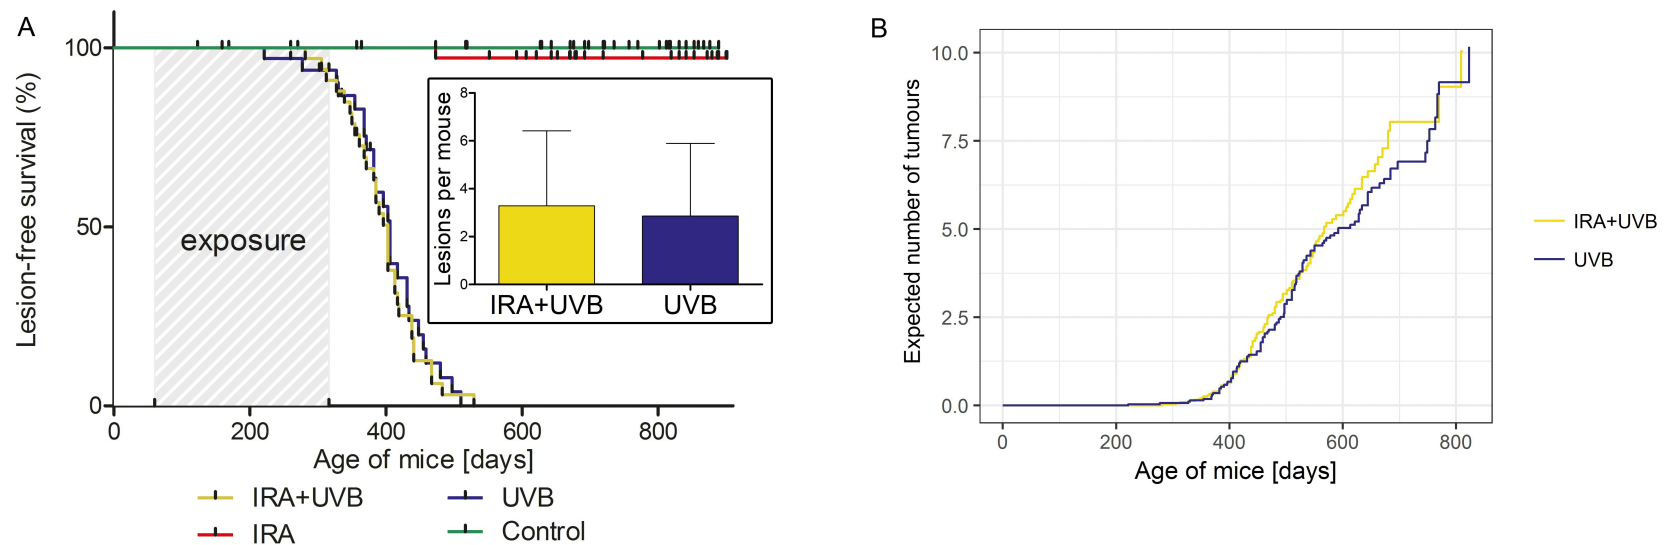 A
Lesion-free survival (%)
100
50
0
exposure
0
200
400
600
800
Age of mice [days]
Lesions per mouse
8
6
4
2
0
IRA+UVB
UVB
IRA+UVB
UVB
IRA
Control
B
Expected number of tumours
10.0
7.5
5.0
2.5
0.0
0
200
400
600
800
Age of mice [days]
IRA+UVB
UVB